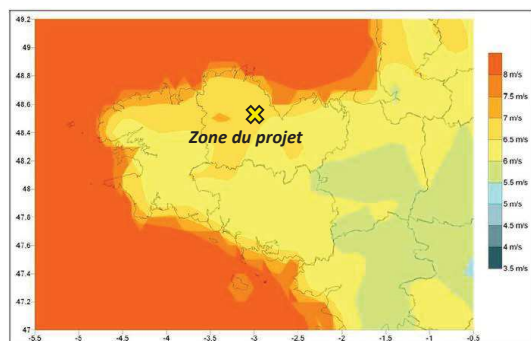 49.2
49
48.8
48.6
48.4
48.2
48
47.8
47.6
47.4
47.2
47
-5.5
-5
-4.5
-4
-3.5
-3
-2.5
-2
-1.5
-1
-0.5
Zone du projet
8 m/s
7.5 m/s
7 m/s
6.5 m/s
6 m/s
5.5 m/s
5 m/s
4.5 m/s
4 m/s
3.5 m/s